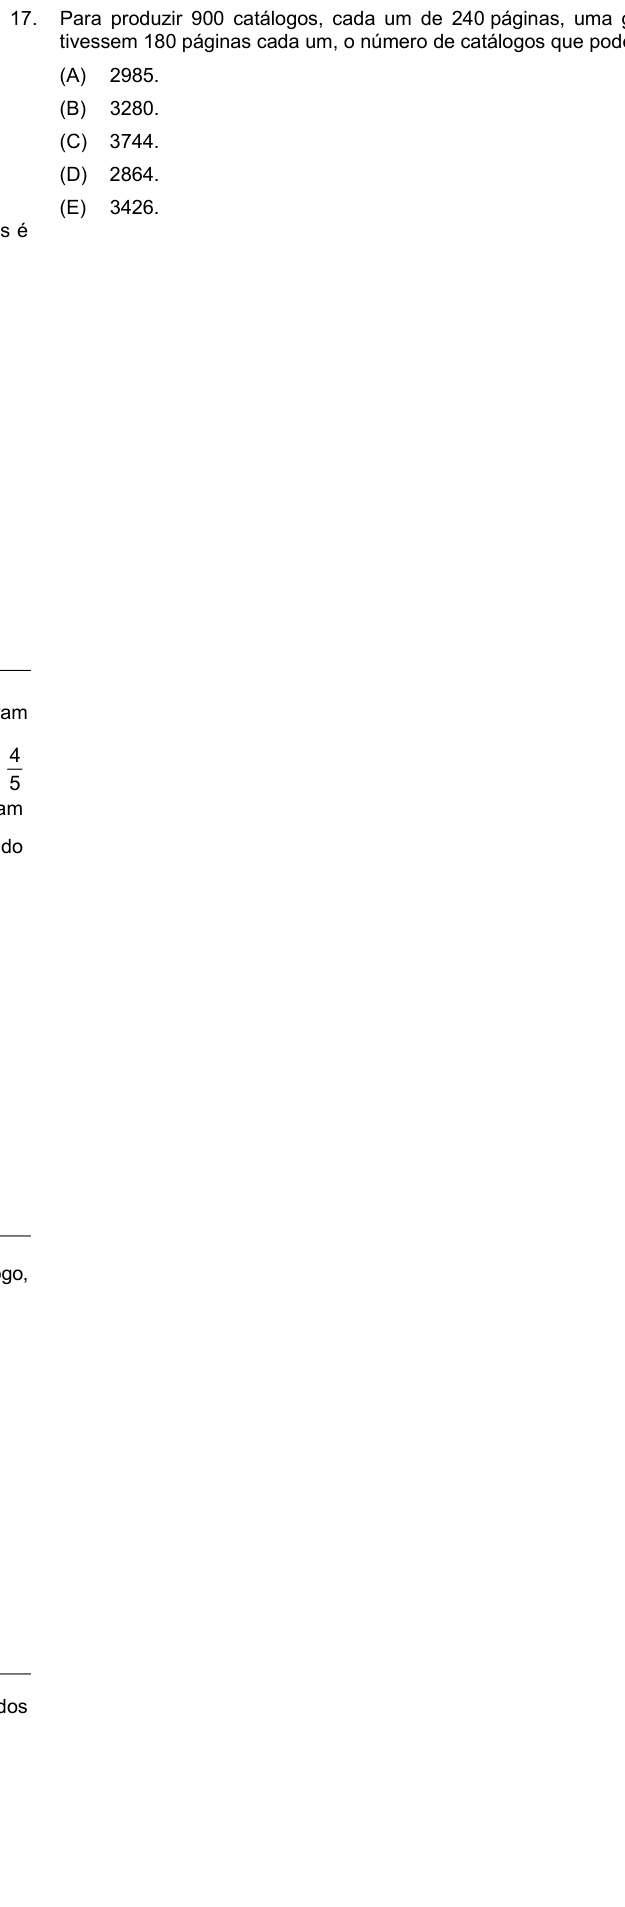 17. Para produzir 900 catálogos, cada um de 240 páginas, uma
tivessem 180 páginas cada um, o número de catálogos que
(A) 2985.
(B) 3280.
(C) 3744.
(D) 2864.
(E) 3426.
s é
am
4
5
am
do
go,
dos